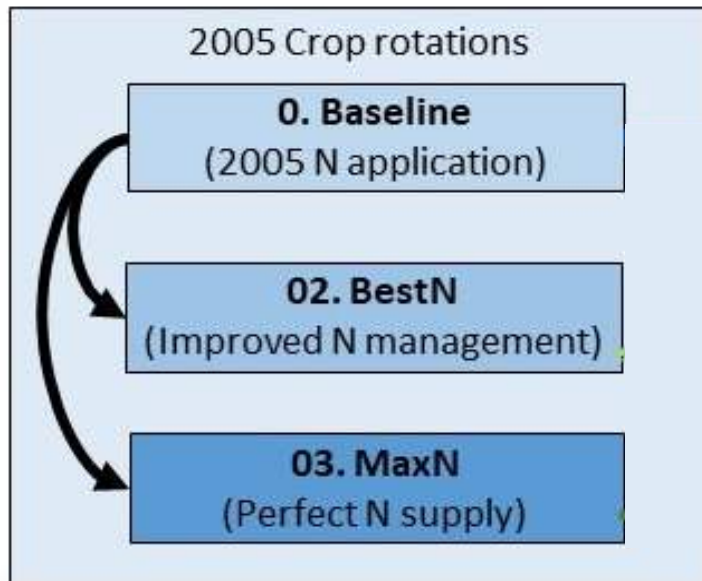 2005 Crop rotations
0. Baseline
(2005 N application)
02. BestN
(Improved N management)
03. MaxN
(Perfect N supply)